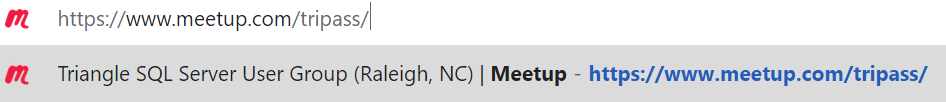 https://www.meetup.com/tripass/
Triangle SQL Server User Group (Raleigh, NC) | Meetup - https://www.meetup.com/tripass/